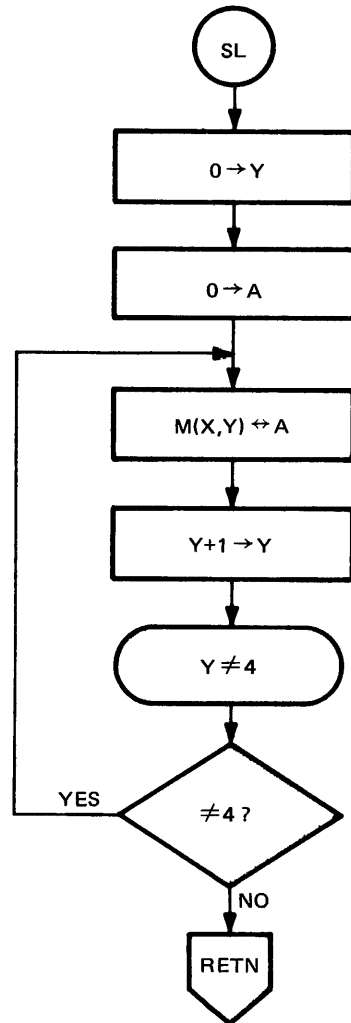 SL
0→Y
0→A
M(X,Y)↔A
Y+1→Y
Y≠4
≠4?
YES
NO
RETN